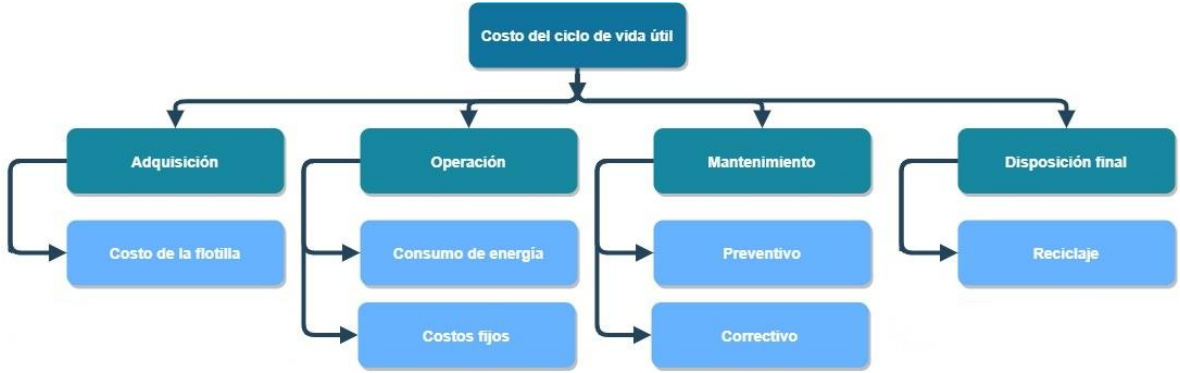 Costo del ciclo de vida útil
Adquisición
Operación
Mantenimiento
Disposición final
Costo de la flotilla
Consumo de energía
Preventivo
Reciclaje
Costos fijos
Correctivo